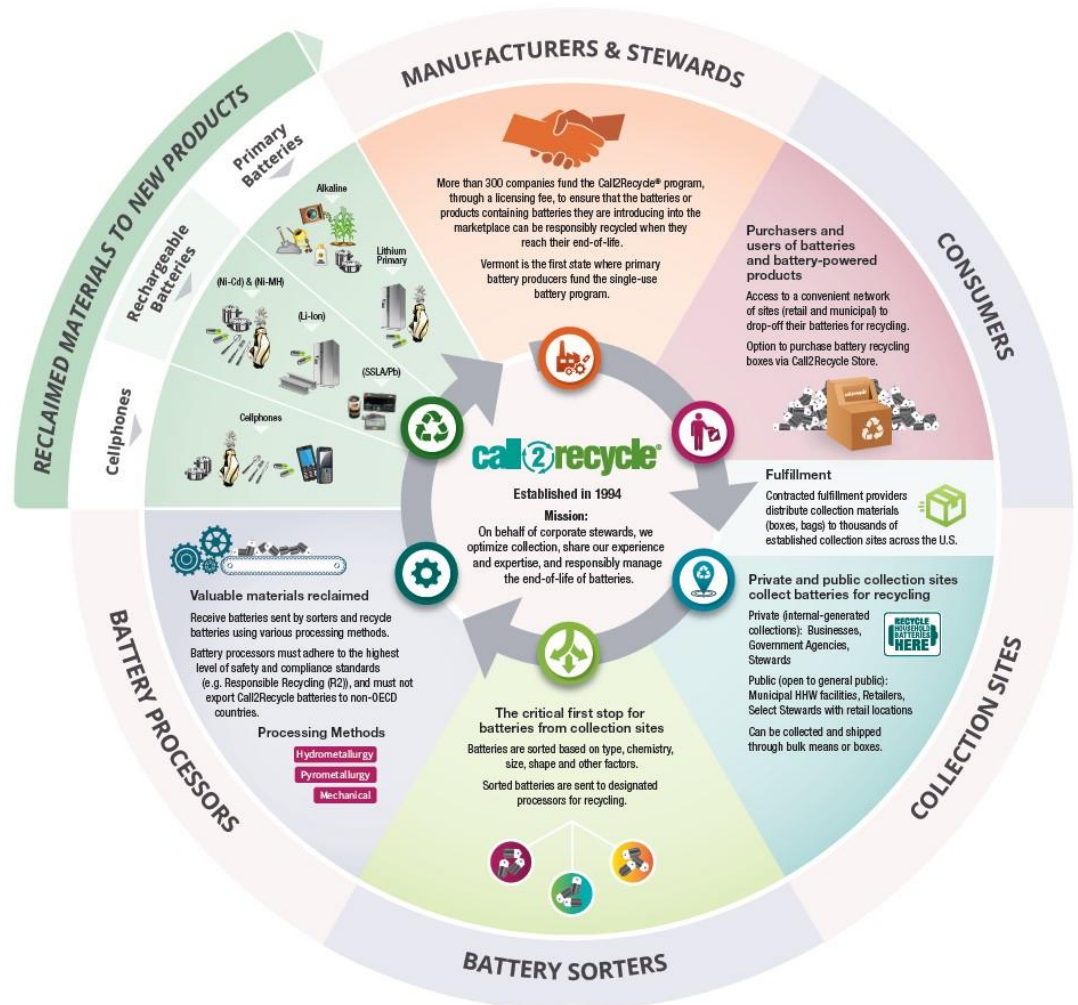 MANUFACTURERS & STEWARDS
More than 300 companies fund the Call2Recycle® program,
through a licensing fee, to ensure that the batteries or
products containing batteries they are introducing into the
marketplace can be responsibly recycled when they
reach their end-of-life.
Vermont is the first state where primary
battery producers fund the single-use
battery program.
CONSUMERS
Purchasers and
users of batteries
and battery-powered
products
Access to a convenient network
of sites (retail and municipal) to
drop-off their batteries for recycling.
Option to purchase battery recycling
boxes via Call2Recycle Store.
call2recycle
Fulfillment
Contracted fulfillment providers
distribute collection materials
(boxes, bags) to thousands of
established collection sites across the U.S.
COLLECTION SITES
Private and public collection sites
collect batteries for recycling
Private (internal-generated
collections): Businesses,
Government Agencies,
Stewards
RECYCLE
HOUSEHOLD
BATTERIES
HERE
Public (open to general public):
Municipal HHW facilities, Retailers,
Select Stewards with retail locations
Can be collected and shipped
through bulk means or boxes.
BATTERY SORTERS
The critical first stop for
batteries from collection sites
Batteries are sorted based on type, chemistry,
size, shape and other factors.
Sorted batteries are sent to designated
processors for recycling.
BATTERY PROCESSORS
Valuable materials reclaimed
Receive batteries sent by sorters and recycle
batteries using various processing methods.
Battery processors must adhere to the highest
level of safety and compliance standards
(e.g. Responsible Recycling (R2)), and must not
export Call2Recycle batteries to non-OECD
countries.
Processing Methods
Hydrometallurgy
Pyrometallurgy
Mechanical
RECLAIMED MATERIALS TO NEW PRODUCTS
Primary
Batteries
Rechargeable
Batteries
Cellphones
Alkaline
Lithium
Primary
(Ni-Cd) & (Ni-MH)
(Li-Ion)
(SSLA/Pb)
Cellphones
call2recycle®
Established in 1994
Mission:
On behalf of corporate stewards, we
optimize collection, share our experience
and expertise, and responsibly manage
the end-of-life of batteries.